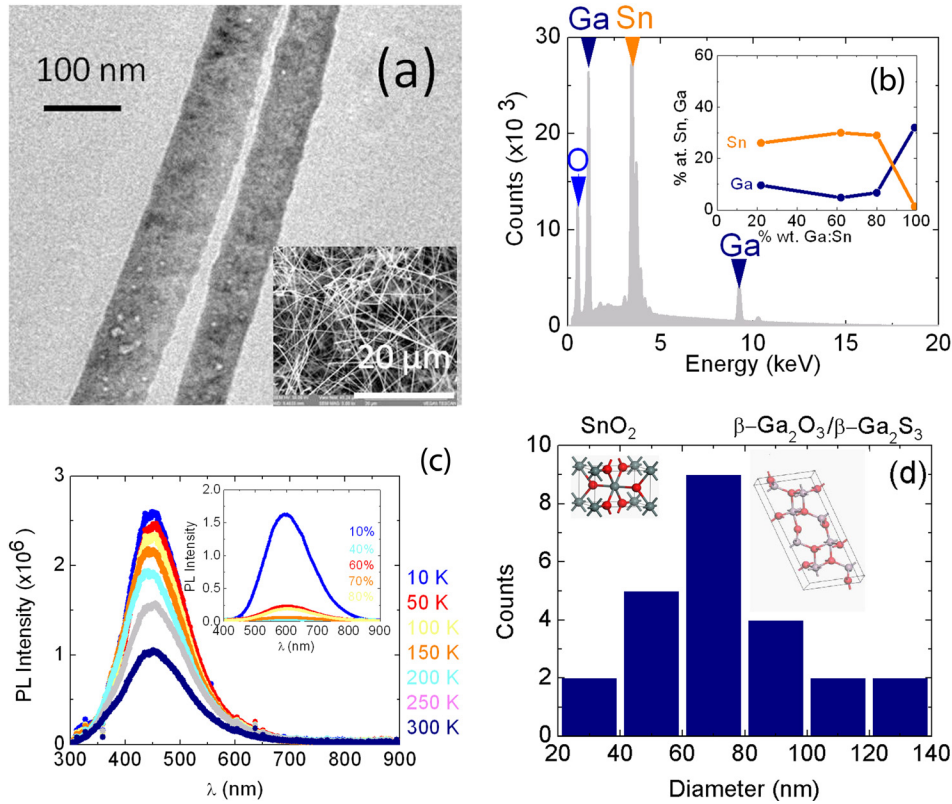 100 nm
(a)
20 μm
Ga
Sn
O
Ga
(b)
30
20
10
0
Counts (x10 3)
0
5
10
15
20
Energy (keV)
60
40
20
0
% at. Sn, Ga
Sn
Ga
0
20
40
60
80
100
% wt. Ga:Sn
(c)
3
2
1
0
PL Intensity (x10⁶)
300
400
500
600
700
800
900
λ (nm)
2.0
1.5
1.0
0.5
0.0
PL Intensity
400
500
600
700
800
900
λ (nm)
10%
40%
60%
70%
80%
10 K
50 K
100 K
150 K
200 K
250 K
300 K
SnO₂
β–Ga₂O₃/β–Ga₂S₃
(d)
10
8
6
4
2
0
Counts
20
40
60
80
100
120
140
Diameter (nm)